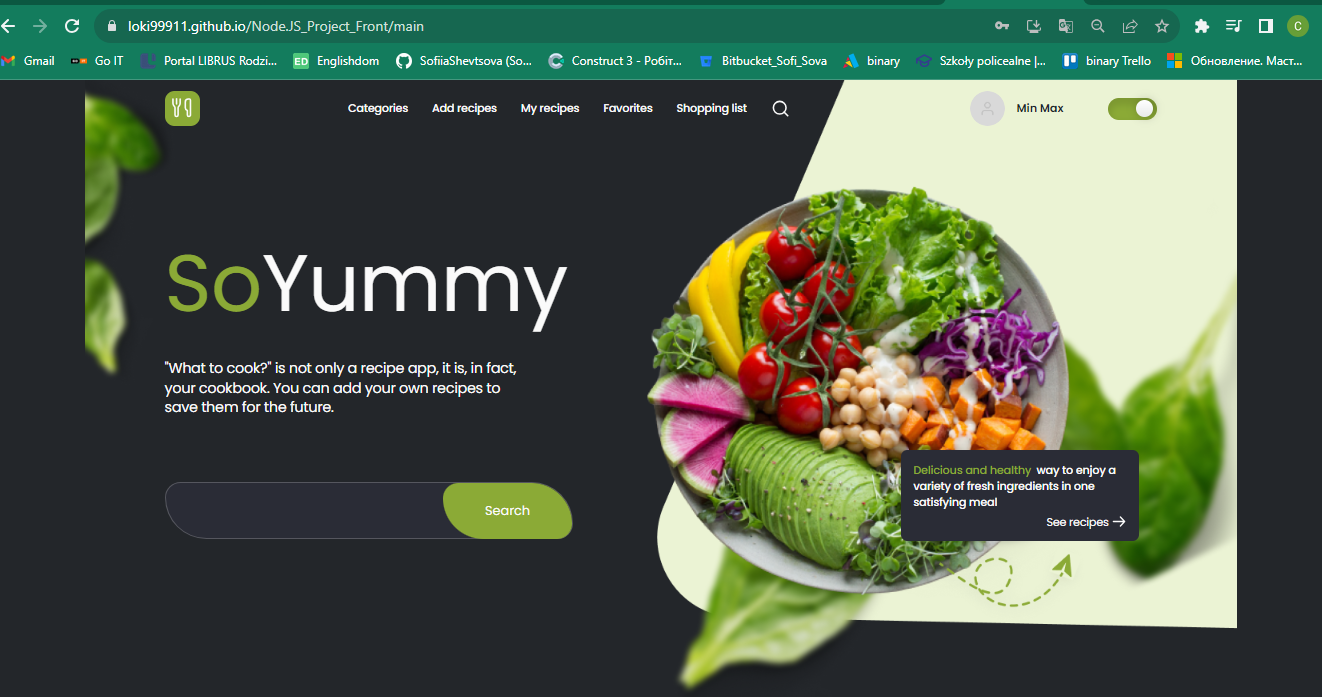 loki99911.github.io/NodeJS_Project_Front/main
C
Gmail Go IT Portal LIBRUS Rodzi... ED Englishdom SofiiaShevtsova (So... Construct 3 - Робіт... Bitbucket_Sofi_Sova binary Szkoły policealne |... binary Trello Обновление. Маст...
Categories Add recipes My recipes Favorites Shopping list Min Max
SoYummy
"What to cook?" is not only a recipe app, it is, in fact,
your cookbook. You can add your own recipes to
save them for the future.
Search
Delicious and healthy way to enjoy a
variety of fresh ingredients in one
satisfying meal
See recipes